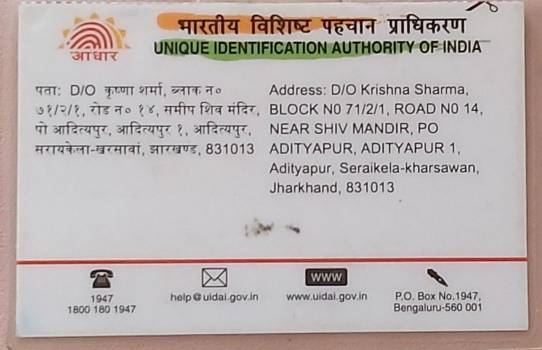 भारतीय विशिष्ट पहचान प्राधिकरण
UNIQUE IDENTIFICATION AUTHORITY OF INDIA
आधार
पता: D/O कृष्णा शर्मा, ब्लाक न०
७१/२/१, रोड न० १४, समीप शिव मंदिर,
पो आदित्यपुर, आदित्यपुर १, आदित्यपुर,
सरायकेला-खरसावां, झारखण्ड, 831013
Address: D/O Krishna Sharma,
BLOCK N0 71/2/1, ROAD N0 14,
NEAR SHIV MANDIR, PO
ADITYAPUR, ADITYAPUR 1,
Adityapur, Seraikela-kharsawan,
Jharkhand, 831013
1947
1800 180 1947
help@uidai.gov.in
WWW
www.uidai.gov.in
P.O. Box No.1947,
Bengaluru-560 001